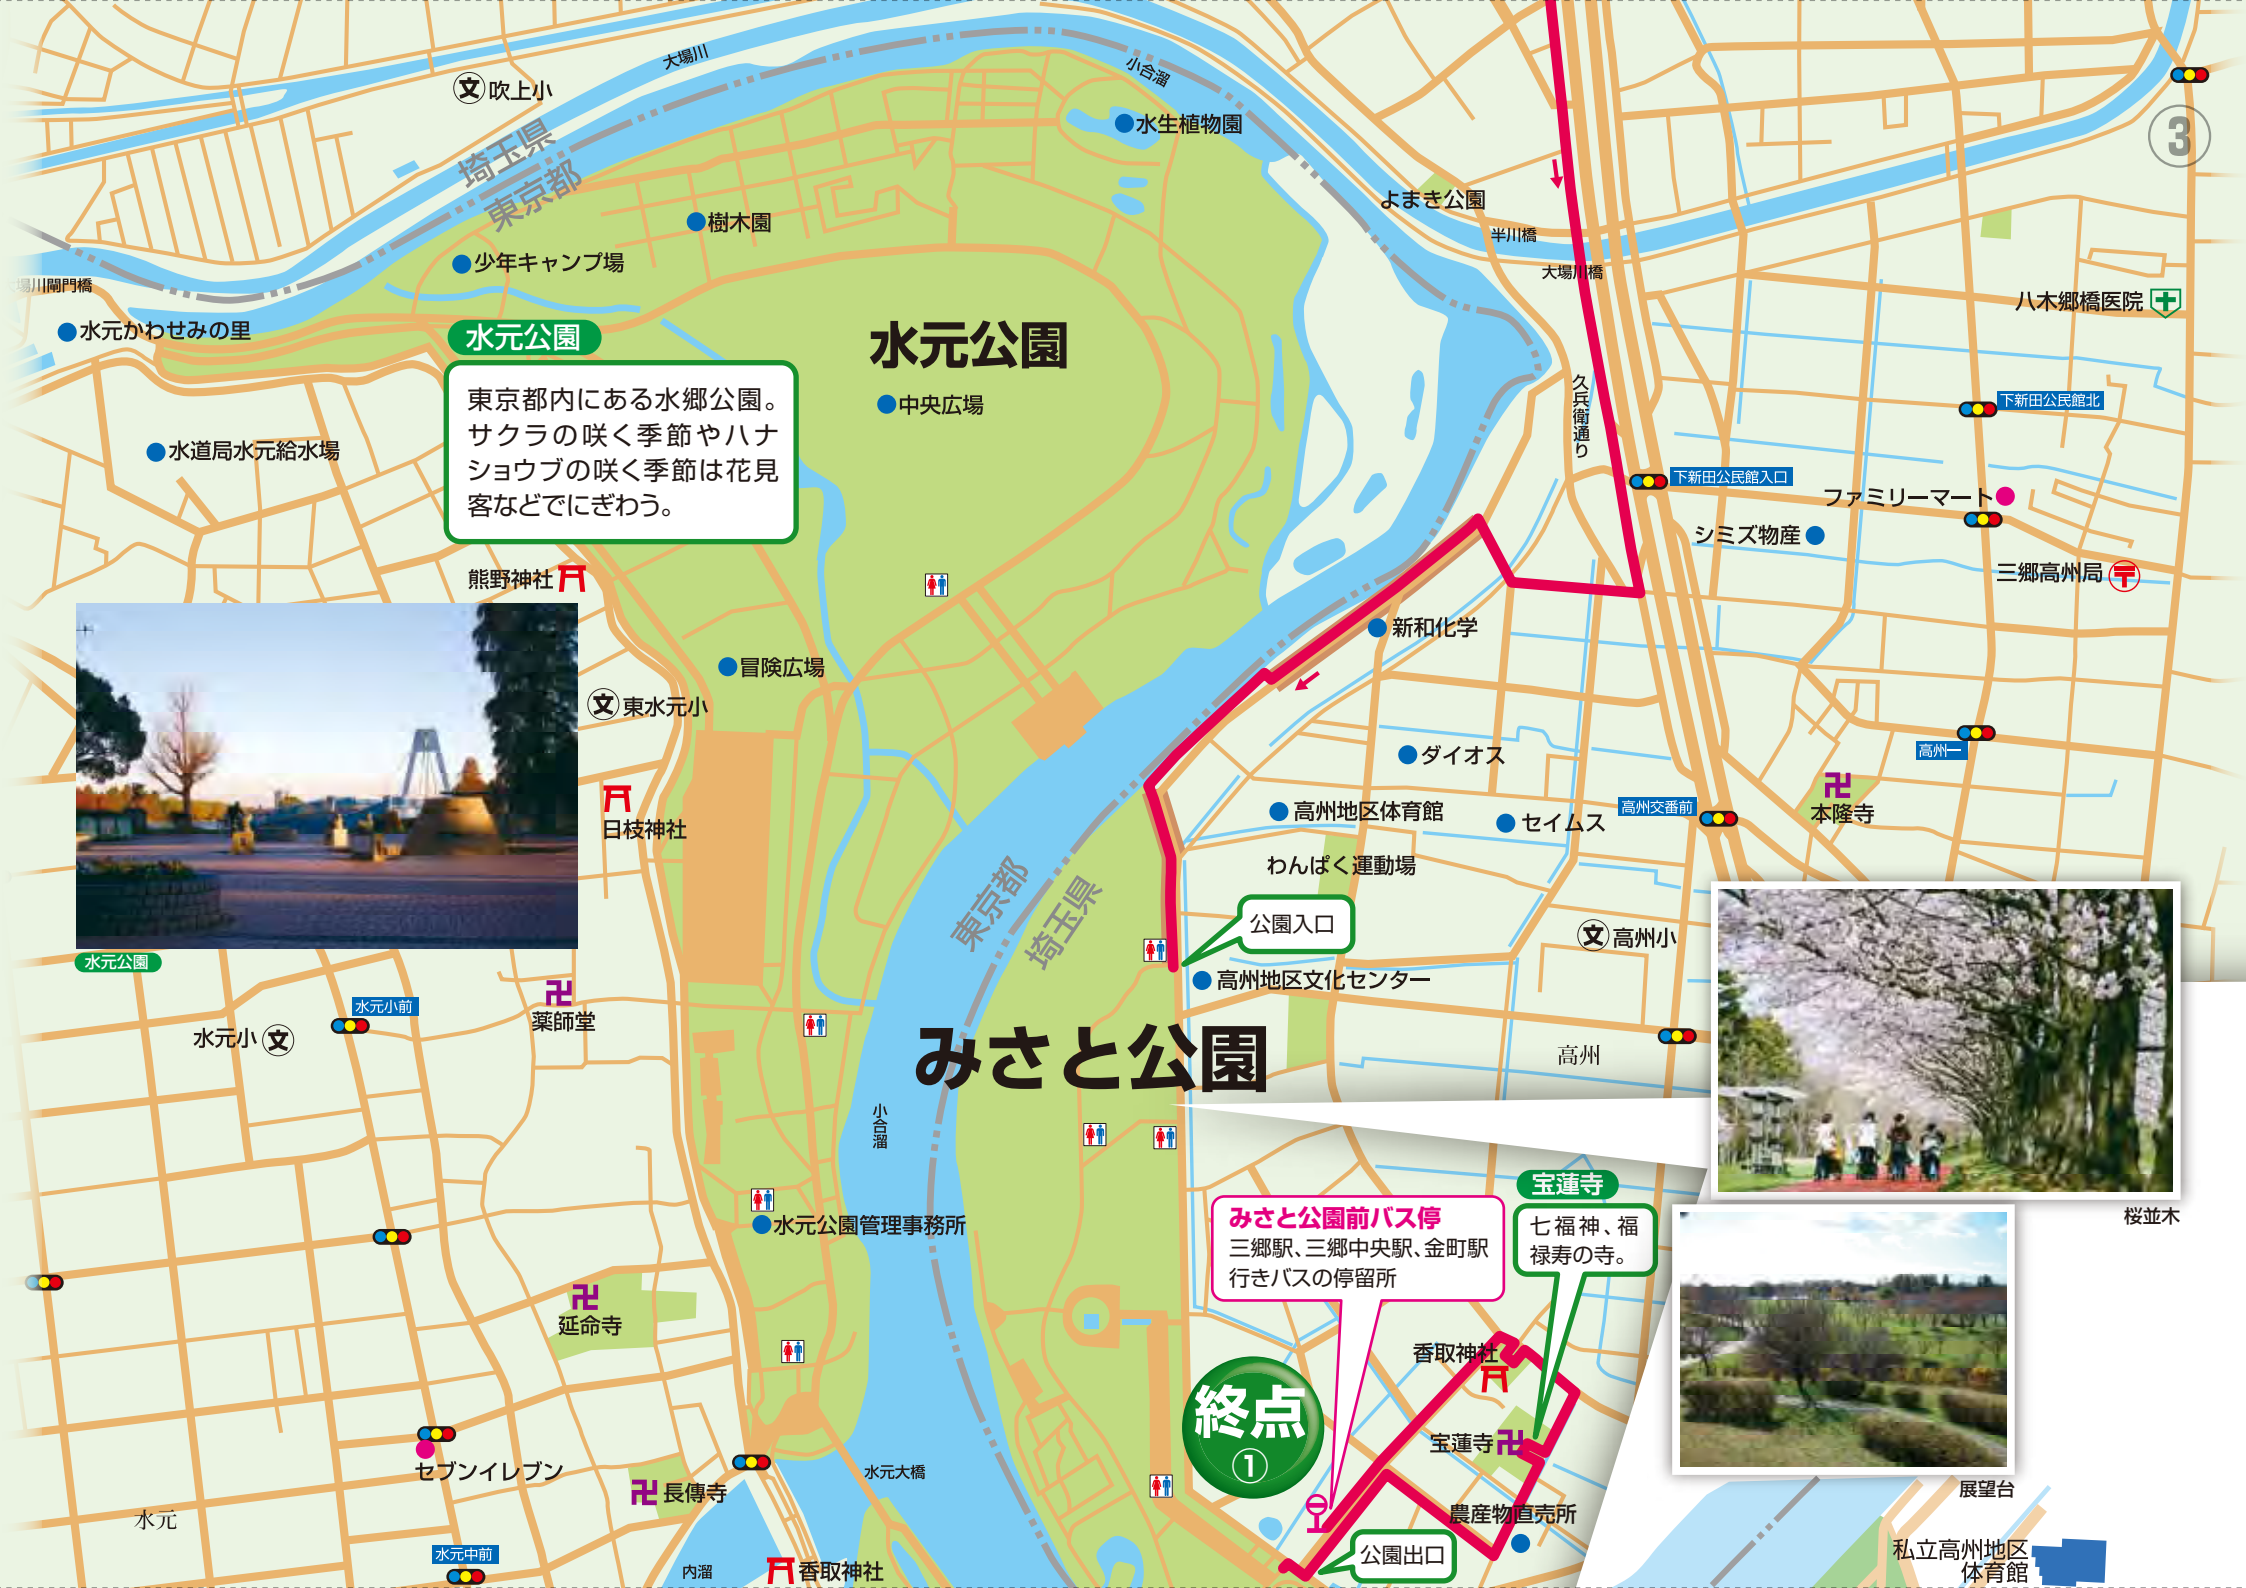 大場川
小合溜
文 吹上小
埼玉県
東京都
水生植物園
3
よまき公園
半川橋
大場川橋
樹木園
少年キャンプ場
場川閘門橋
水元かわせみの里
八木郷橋医院
水元公園
東京都内にある水郷公園。
サクラの咲く季節やハナ
ショウブの咲く季節は花見
客などでにぎわう。
水元公園
中央広場
久兵衛通り
下新田公民館北
水道局水元給水場
下新田公民館入口
ファミリーマート
シミズ物産
三郷高州局
熊野神社
新和化学
冒険広場
文 東水元小
ダイオス
高州一
日枝神社
高州地区体育館
セイムス
高州交番前
本隆寺
わんぱく運動場
東京都
埼玉県
公園入口
文 高州小
水元公園
高州地区文化センター
水元小前
薬師堂
水元小 文
みさと公園
高州
小合溜
水元公園管理事務所
みさと公園前バス停
三郷駅、三郷中央駅、金町駅
行きバスの停留所
宝蓮寺
七福神、福
禄寿の寺。
桜並木
延命寺
香取神社
終点
①
宝蓮寺
セブンイレブン
水元大橋
長傳寺
展望台
水元
農産物直売所
水元中前
公園出口
内溜
香取神社
私立高州地区
体育館